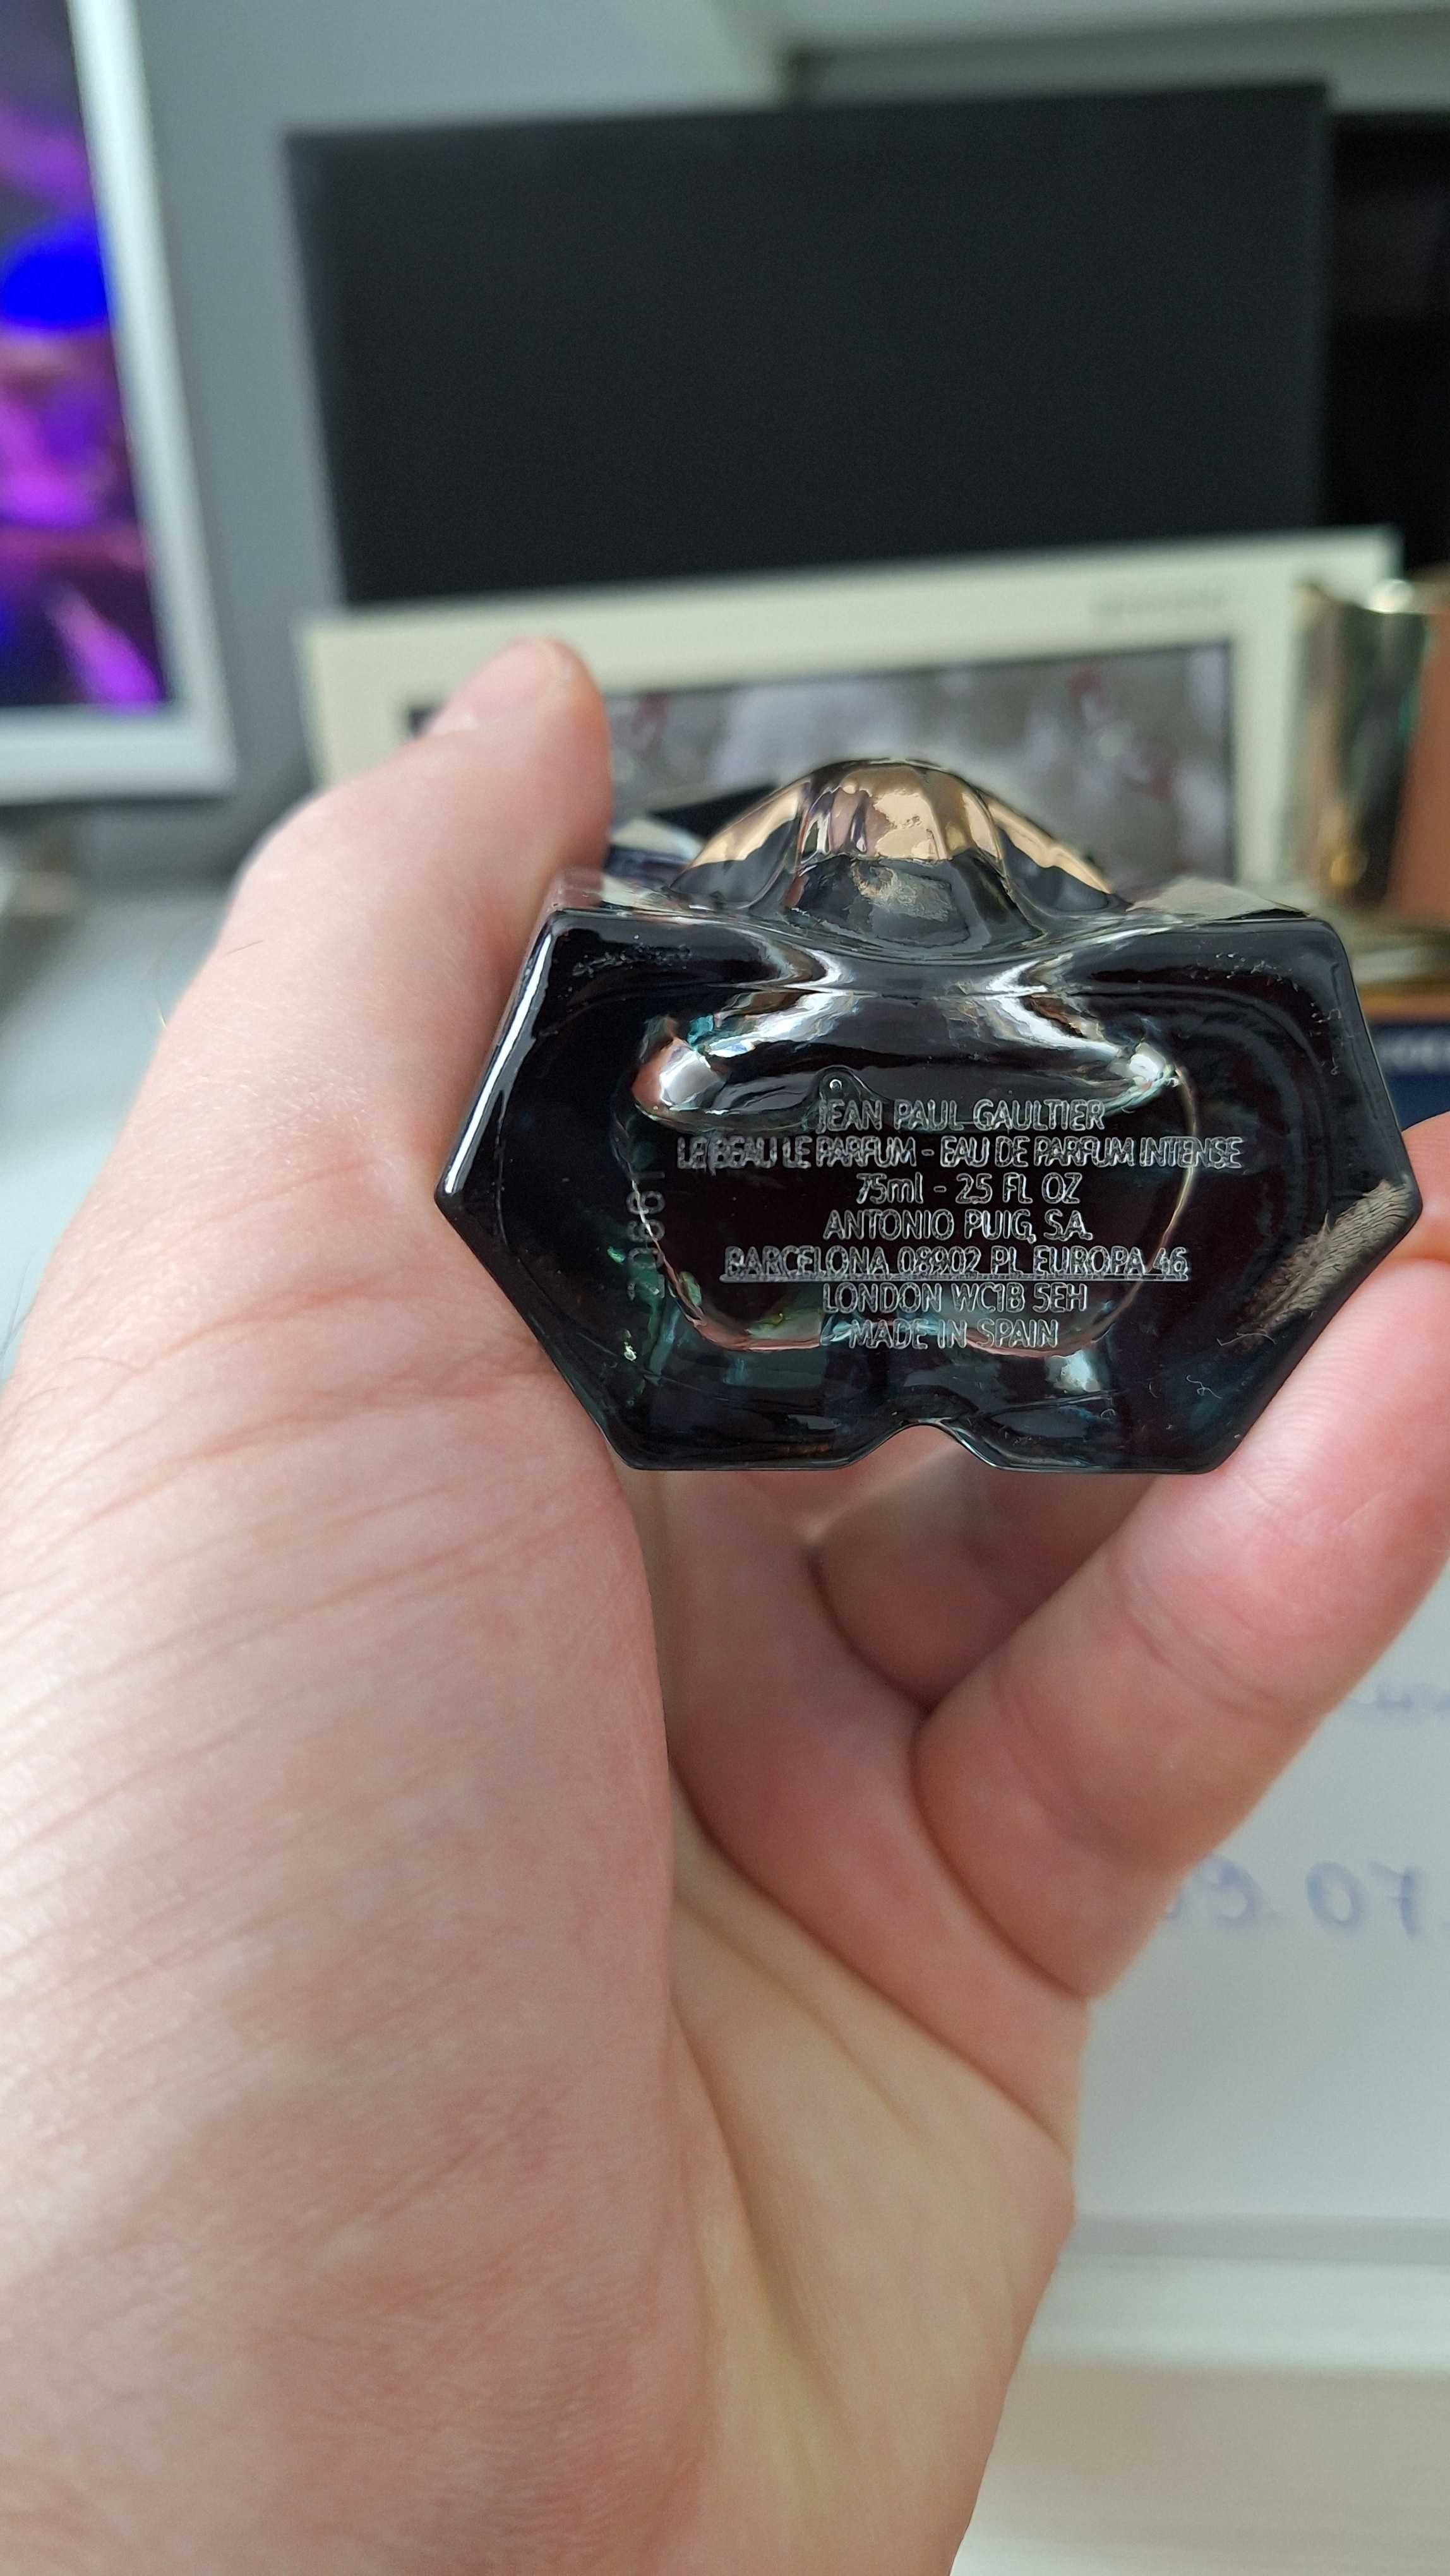 JEAN PAUL GAULTIER
LE BEAU LE PARFUM - EAU DE PARFUM INTENSE
75ml - 2.5 FL OZ
ANTONIO PUIG, S.A.
BARCELONA 08902 PL EUROPA 46
LONDON WC1B 5EH
MADE IN SPAIN